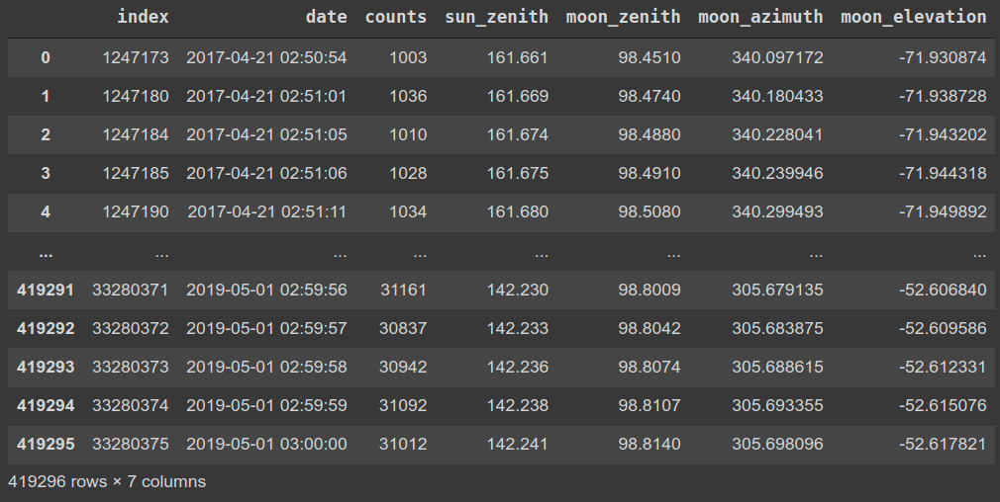 index date counts sun_zenith moon_zenith moon_azimuth moon_elevation
0 1247173 2017-04-21 02:50:54 1003 161.661 98.4510 340.097172 -71.930874
1 1247180 2017-04-21 02:51:01 1036 161.669 98.4740 340.180433 -71.938728
2 1247184 2017-04-21 02:51:05 1010 161.674 98.4880 340.228041 -71.943202
3 1247185 2017-04-21 02:51:06 1028 161.675 98.4910 340.239946 -71.944318
4 1247190 2017-04-21 02:51:11 1034 161.680 98.5080 340.299493 -71.949892
... ... ... ... ... ... ... ...
419291 33280371 2019-05-01 02:59:56 31161 142.230 98.8009 305.679135 -52.606840
419292 33280372 2019-05-01 02:59:57 30837 142.233 98.8042 305.683875 -52.609586
419293 33280373 2019-05-01 02:59:58 30942 142.236 98.8074 305.688615 -52.612331
419294 33280374 2019-05-01 02:59:59 31092 142.238 98.8107 305.693355 -52.615076
419295 33280375 2019-05-01 03:00:00 31012 142.241 98.8140 305.698096 -52.617821
419296 rows × 7 columns